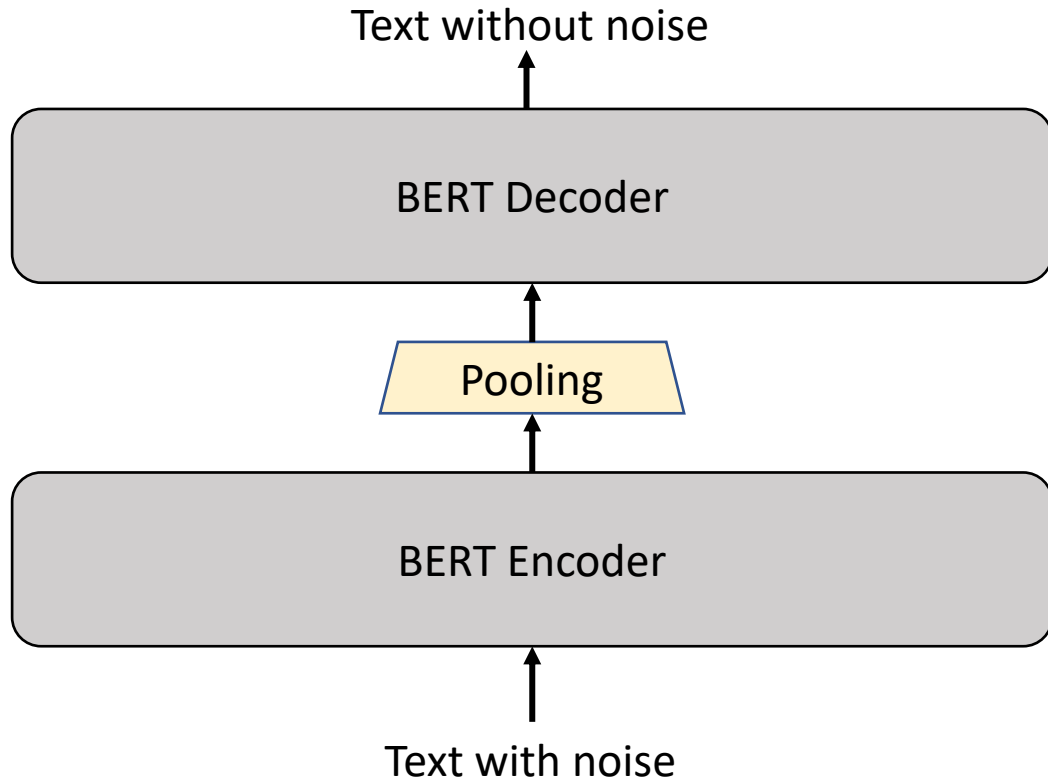 Text without noise
BERT Decoder
Pooling
BERT Encoder
Text with noise